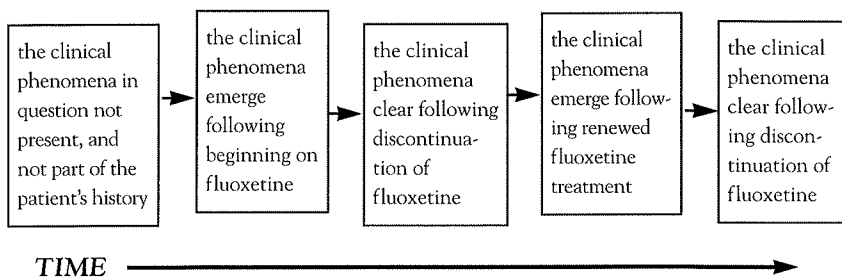 the clinical
phenomena in
question not
present, and
not part of the
patient's history
the clinical
phenomena
emerge
following
beginning on
fluoxetine
the clinical
phenomena
clear following
discontinua-
tion of
fluoxetine
the clinical
phenomena
emerge follow-
ing renewed
fluoxetine
treatment
the clinical
phenomena
clear follow-
ing discon-
tinuation of
fluoxetine
TIME